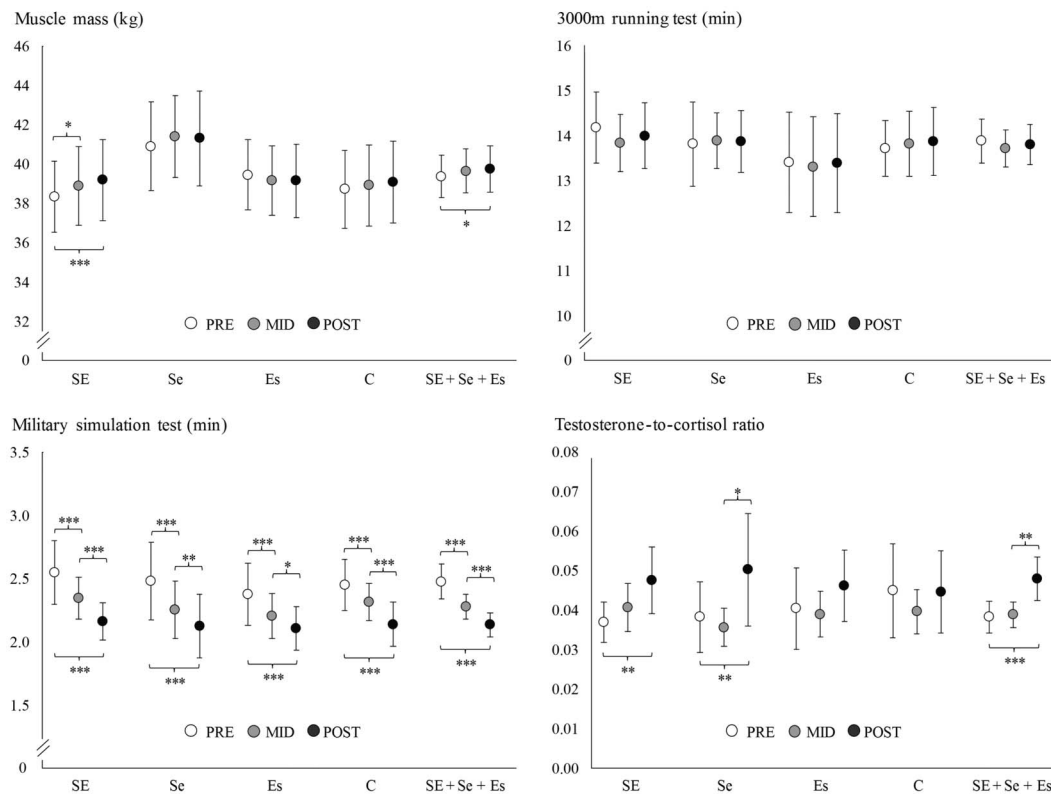 Muscle mass (kg)
46
44
42
40
38
36
34
32
0
*
***
*
PRE MID POST
SE Se Es C SE + Se + Es
3000m running test (min)
16
15
14
13
12
11
10
0
PRE MID POST
SE Se Es C SE + Se + Es
Military simulation test (min)
3.5
3.0
2.5
2.0
1.5
0
*** *** ***
*** ** ***
*** * ***
*** *** ***
*** *** ***
PRE MID POST
SE Se Es C SE + Se + Es
Testosterone-to-cortisol ratio
0.08
0.07
0.06
0.05
0.04
0.03
0.02
0.01
0.00
**
*
**
**
***
PRE MID POST
SE Se Es C SE + Se + Es